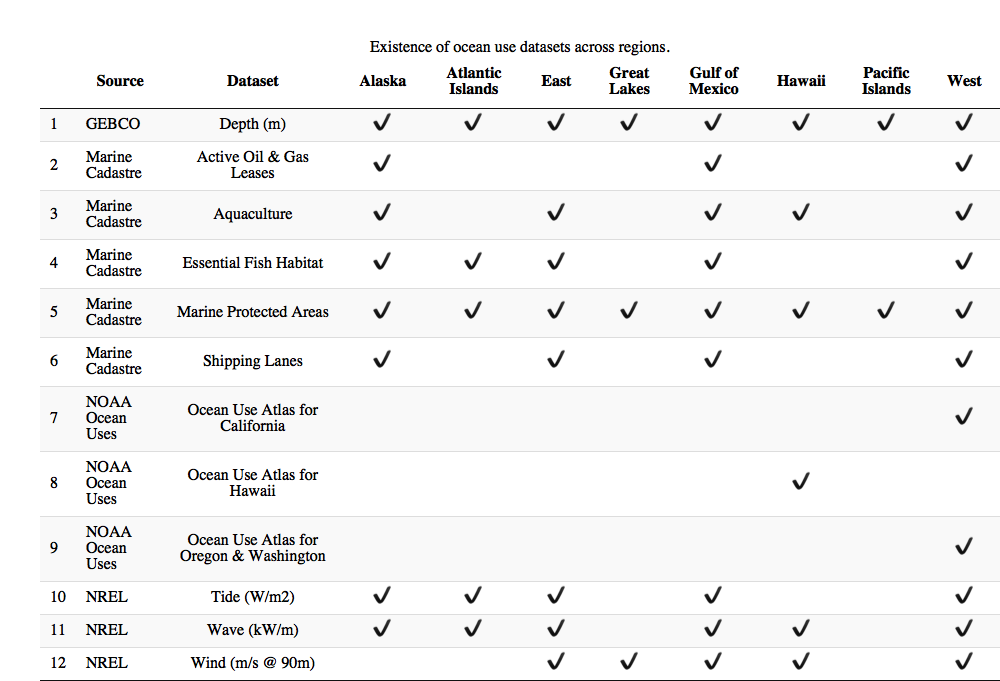 Existence of ocean use datasets across regions.
Source Dataset Alaska Atlantic Islands East Great Lakes Gulf of Mexico Hawaii Pacific Islands West
1 GEBCO Depth (m) ✓ ✓ ✓ ✓ ✓ ✓ ✓ ✓
2 Marine Cadastre Active Oil & Gas Leases ✓ ✓ ✓
3 Marine Cadastre Aquaculture ✓ ✓ ✓ ✓ ✓
4 Marine Cadastre Essential Fish Habitat ✓ ✓ ✓ ✓ ✓
5 Marine Cadastre Marine Protected Areas ✓ ✓ ✓ ✓ ✓ ✓ ✓ ✓
6 Marine Cadastre Shipping Lanes ✓ ✓ ✓ ✓
7 NOAA Ocean Uses Ocean Use Atlas for California ✓
8 NOAA Ocean Uses Ocean Use Atlas for Hawaii ✓
9 NOAA Ocean Uses Ocean Use Atlas for Oregon & Washington ✓
10 NREL Tide (W/m2) ✓ ✓ ✓ ✓ ✓
11 NREL Wave (kW/m) ✓ ✓ ✓ ✓ ✓ ✓
12 NREL Wind (m/s @ 90m) ✓ ✓ ✓ ✓ ✓